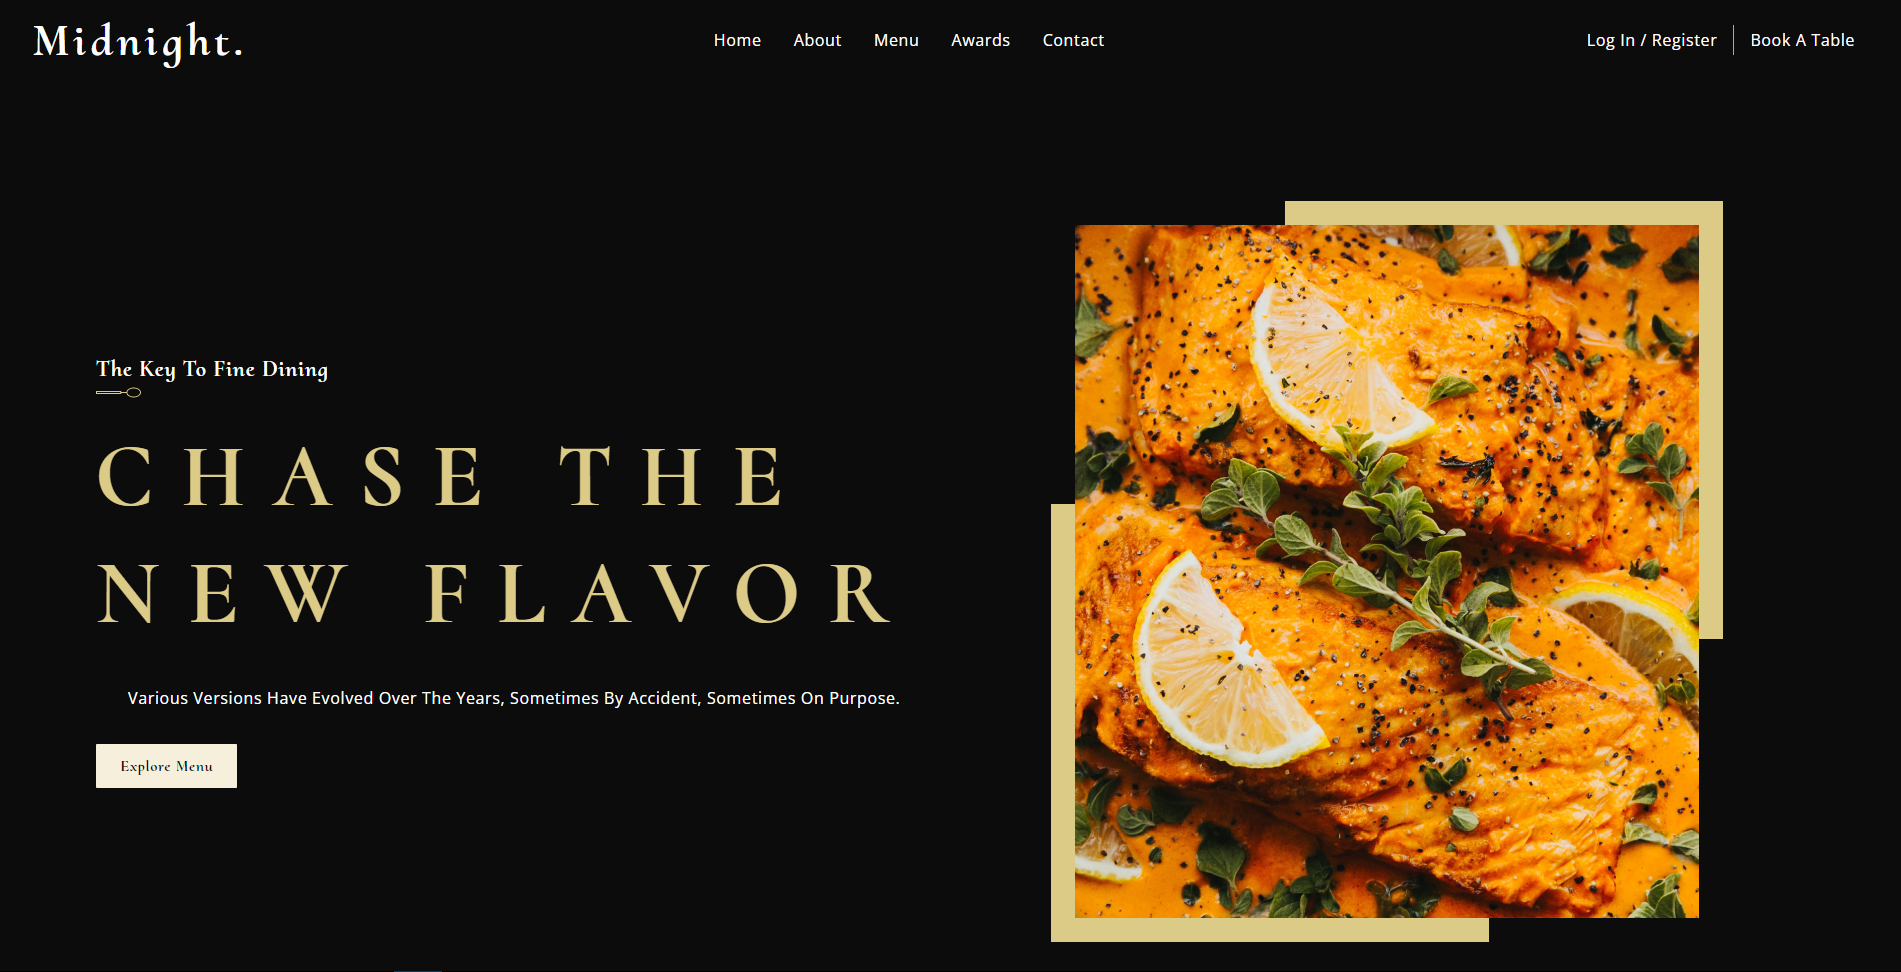 Midnight.
Home
About
Menu
Awards
Contact
Log In / Register
Book A Table
The Key To Fine Dining
CHASE THE
NEW FLAVOR
Various Versions Have Evolved Over The Years, Sometimes By Accident, Sometimes On Purpose.
Explore Menu